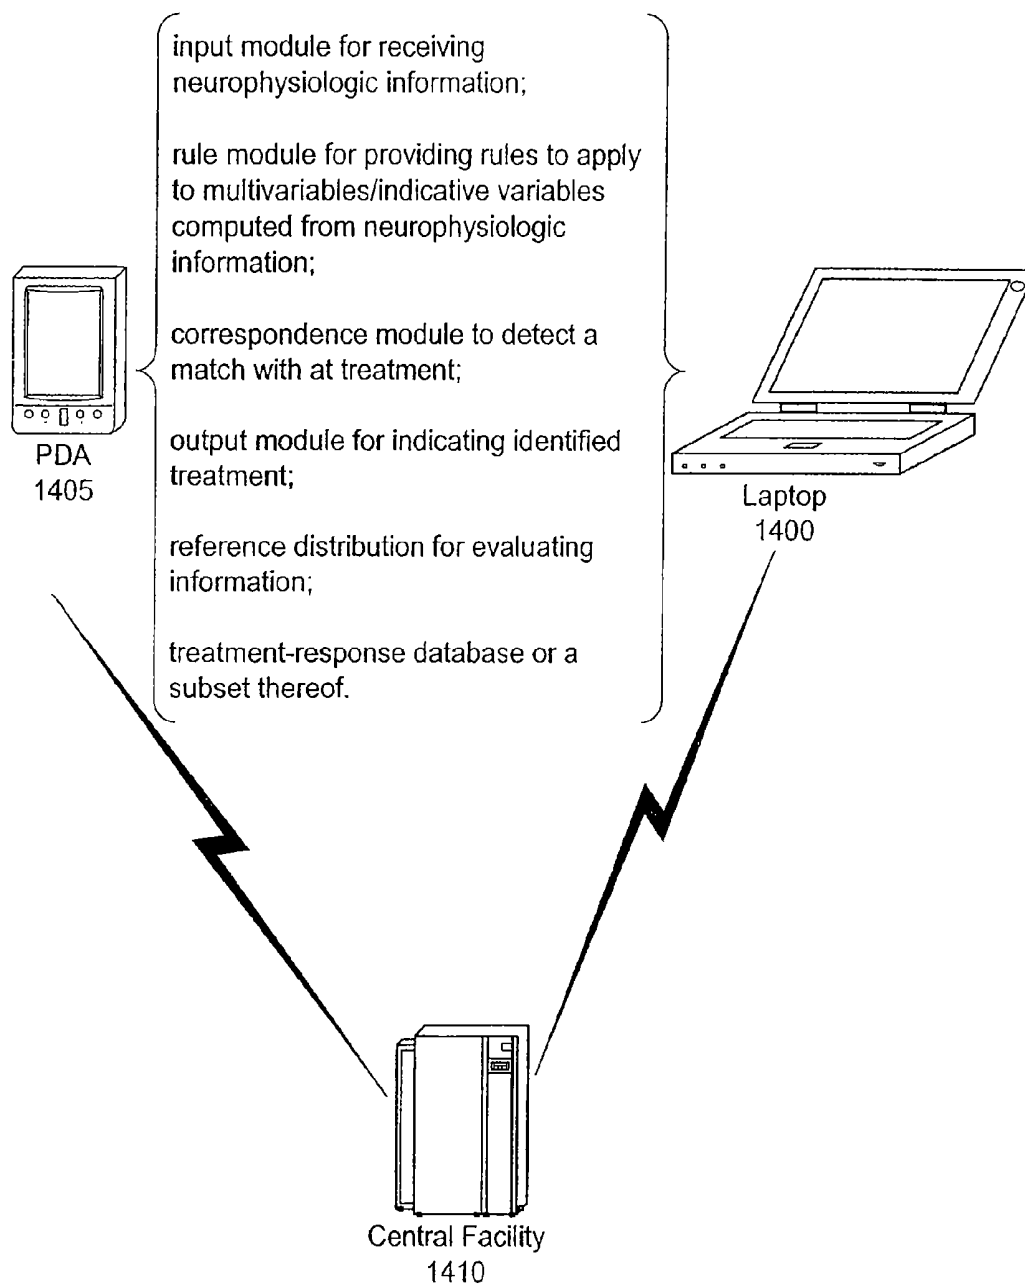 input module for receiving
neurophysiologic information;
rule module for providing rules to apply
to multivariables/indicative variables
computed from neurophysiologic
information;
correspondence module to detect a
match with at treatment;
output module for indicating identified
treatment;
reference distribution for evaluating
information;
treatment-response database or a
subset thereof.
PDA
1405
Laptop
1400
Central Facility
1410